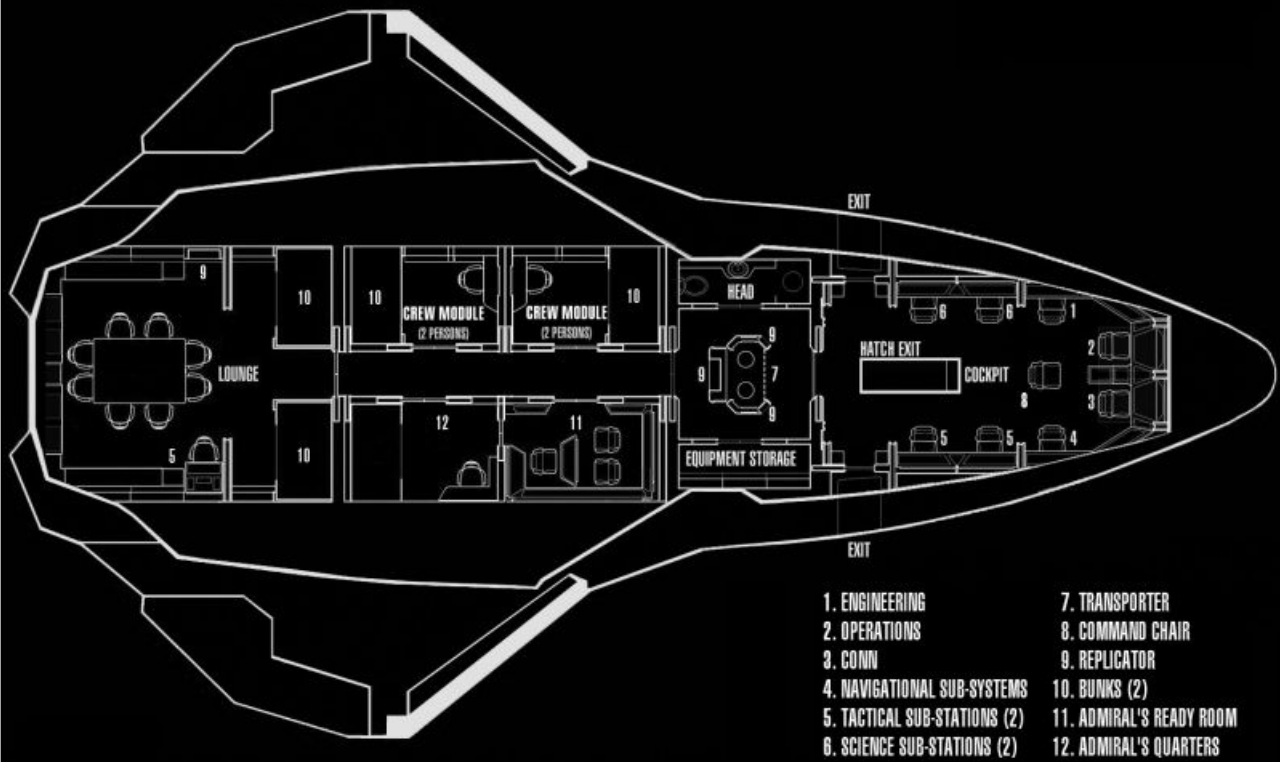 EXIT
9
10
10
CREW MODULE
(2 PERSONS)
CREW MODULE
(2 PERSONS)
10
HEAD
6
6
1
LOUNGE
9
9
7
9
HATCH EXIT
COCKPIT
2
8
3
5
10
12
11
EQUIPMENT STORAGE
5
5
4
EXIT
1. ENGINEERING
2. OPERATIONS
3. CONN
4. NAVIGATIONAL SUB-SYSTEMS
5. TACTICAL SUB-STATIONS (2)
6. SCIENCE SUB-STATIONS (2)
7. TRANSPORTER
8. COMMAND CHAIR
9. REPLICATOR
10. BUNKS (2)
11. ADMIRAL'S READY ROOM
12. ADMIRAL'S QUARTERS